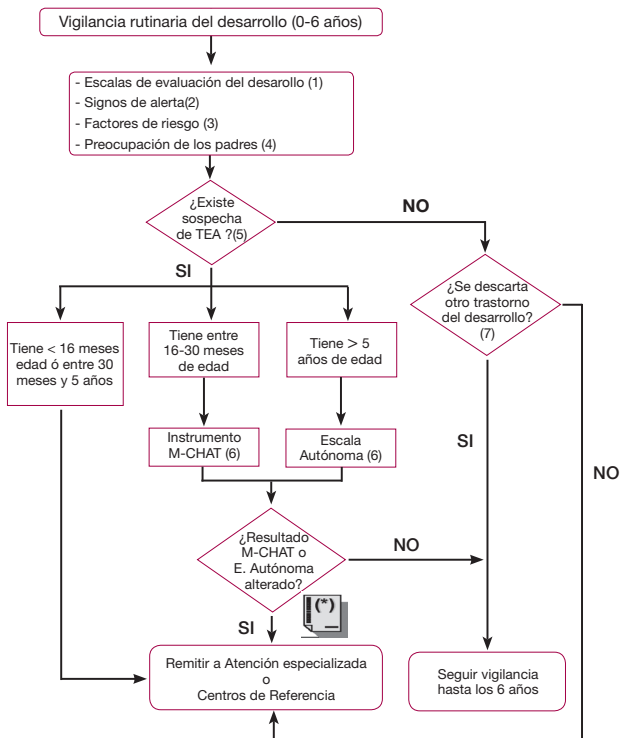 Vigilancia rutinaria del desarrollo (0-6 años)
- Escalas de evaluación del desarollo (1)
- Signos de alerta(2)
- Factores de riesgo (3)
- Preocupación de los padres (4)
¿Existe
sospecha
de TEA ?(5)
NO
SI
¿Se descarta
otro trastorno
del desarrollo?
(7)
Tiene < 16 meses
edad ó entre 30
meses y 5 años
Tiene entre
16-30 meses
de edad
Tiene > 5
años de edad
Instrumento
M-CHAT (6)
Escala
Autónoma (6)
SI
NO
¿Resultado
M-CHAT o
E. Autónoma
alterado?
NO
(*)
SI
Remitir a Atención especializada
o
Centros de Referencia
Seguir vigilancia
hasta los 6 años